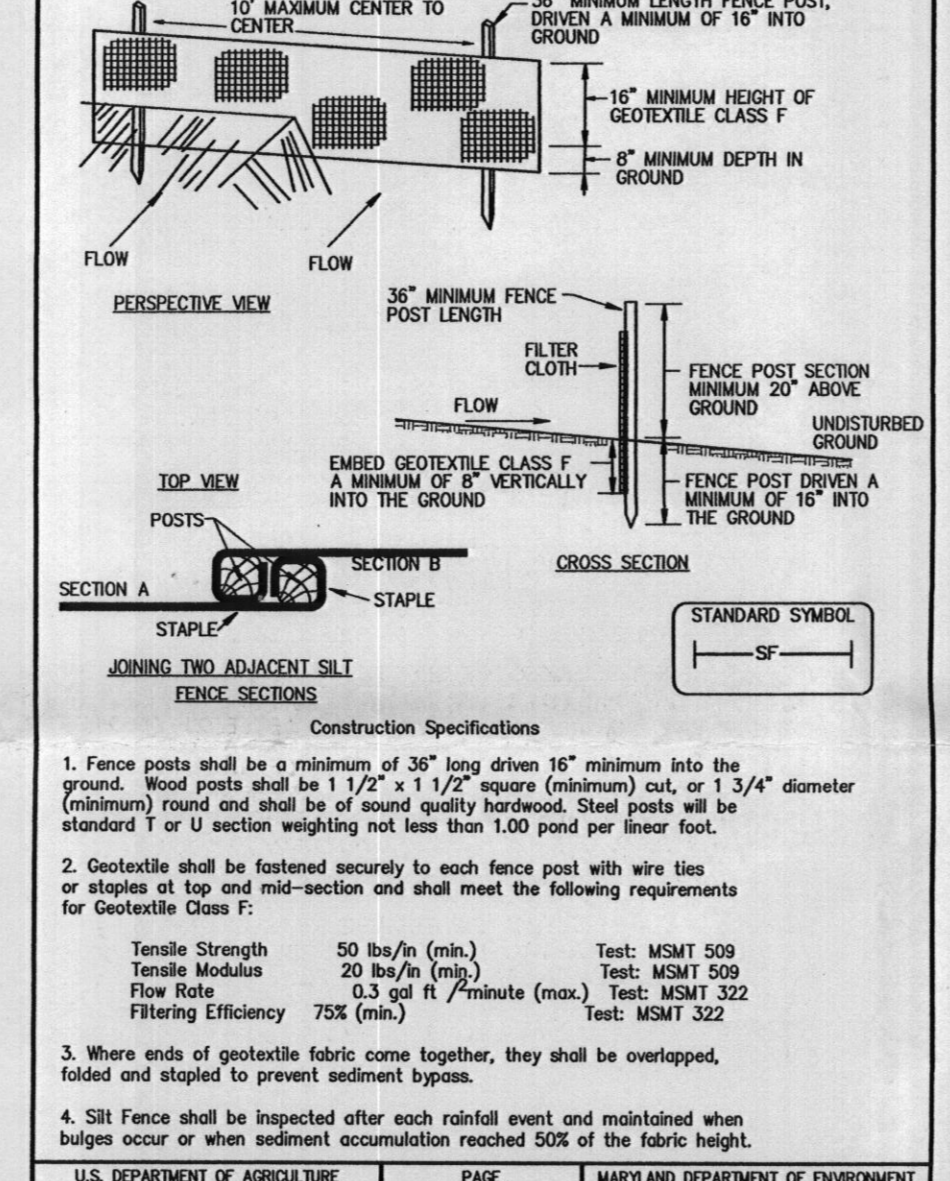 10' MAXIMUM CENTER TO
CENTER
36" MINIMUM LENGTH FENCE POST,
DRIVEN A MINIMUM OF 16" INTO
GROUND
16" MINIMUM HEIGHT OF
GEOTEXTILE CLASS F
8" MINIMUM DEPTH IN
GROUND
FLOW
FLOW
PERSPECTIVE VIEW
36" MINIMUM FENCE
POST LENGTH
FILTER
CLOTH
FENCE POST SECTION
MINIMUM 20" ABOVE
GROUND
FLOW
UNDISTURBED
GROUND
EMBED GEOTEXTILE CLASS F
A MINIMUM OF 8" VERTICALLY
INTO THE GROUND
FENCE POST DRIVEN A
MINIMUM OF 16" INTO
THE GROUND
TOP VIEW
POSTS
SECTION B
CROSS SECTION
SECTION A
STAPLE
STAPLE
STANDARD SYMBOL
SF
JOINING TWO ADJACENT SILT
FENCE SECTIONS
Construction Specifications
1. Fence posts shall be a minimum of 36" long driven 16" minimum into the
ground. Wood posts shall be 1 1/2" x 1 1/2" square (minimum) cut, or 1 3/4" diameter
(minimum) round and shall be of sound quality hardwood. Steel posts will be
standard T or U section weighting not less than 1.00 pond per linear foot.
2. Geotextile shall be fastened securely to each fence post with wire ties
or staples at top and mid-section and shall meet the following requirements
for Geotextile Class F:
Tensile Strength 50 lbs/in (min.) Test: MSMT 509
Tensile Modulus 20 lbs/in (min.) Test: MSMT 509
Flow Rate 0.3 gal ft /²minute (max.) Test: MSMT 322
Filtering Efficiency 75% (min.) Test: MSMT 322
3. Where ends of geotextile fabric come together, they shall be overlapped,
folded and stapled to prevent sediment bypass.
4. Silt Fence shall be inspected after each rainfall event and maintained when
bulges occur or when sediment accumulation reached 50% of the fabric height.
U.S. DEPARTMENT OF AGRICULTURE PAGE MARYLAND DEPARTMENT OF ENVIRONMENT